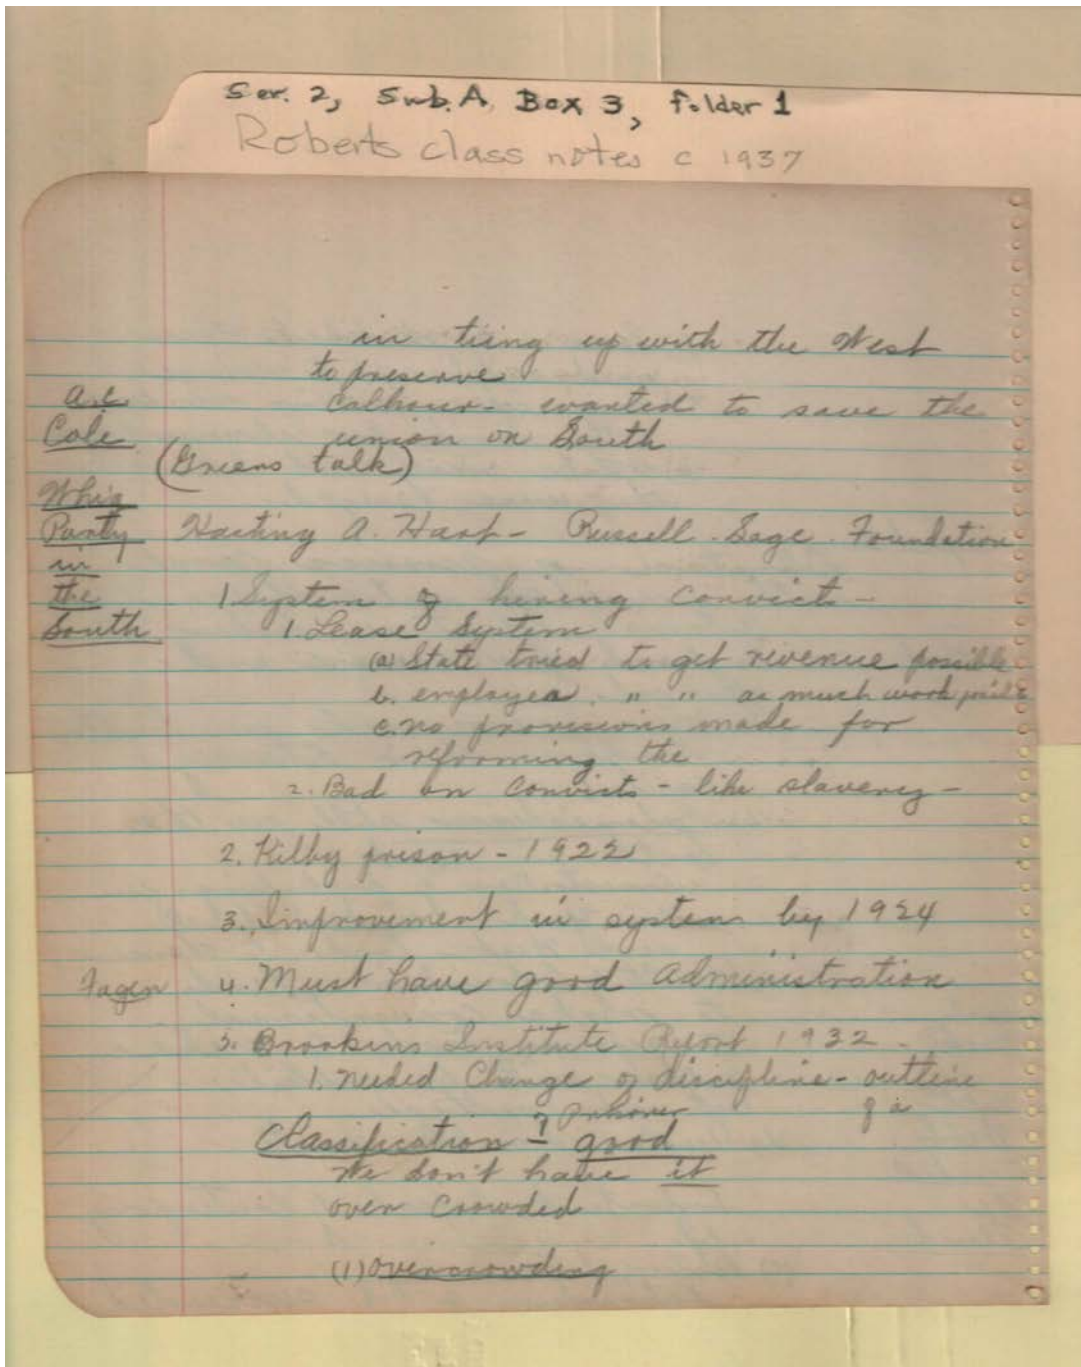 Ser. 2, Sub. A, Box 3, folder 1
Roberts class notes c 1937
in tiing up with the West
to preserve
A.C. Calhoun - wanted to save the
Cole union on South
(Greens talk)
Whig
Party Hasting A. Hart - Russell Sage Foundation
in
the 1 System of hiring Convict -
South 1. Lease System
(a) State tried to get revenue possible
b. employea " " as much work
c. no provisions made for
reforming the
2. Bad on Convicts - like slavery -
2. Kilby prison - 1922
3. Improvement in system by 1924
Fagen 4. Must have good Administration
5. Brookins Institute Report 1932 -
1. needed Change of discipline - outline
of a
of
Classification - good
We don't have it
over Crowded
(1) Overcrowding